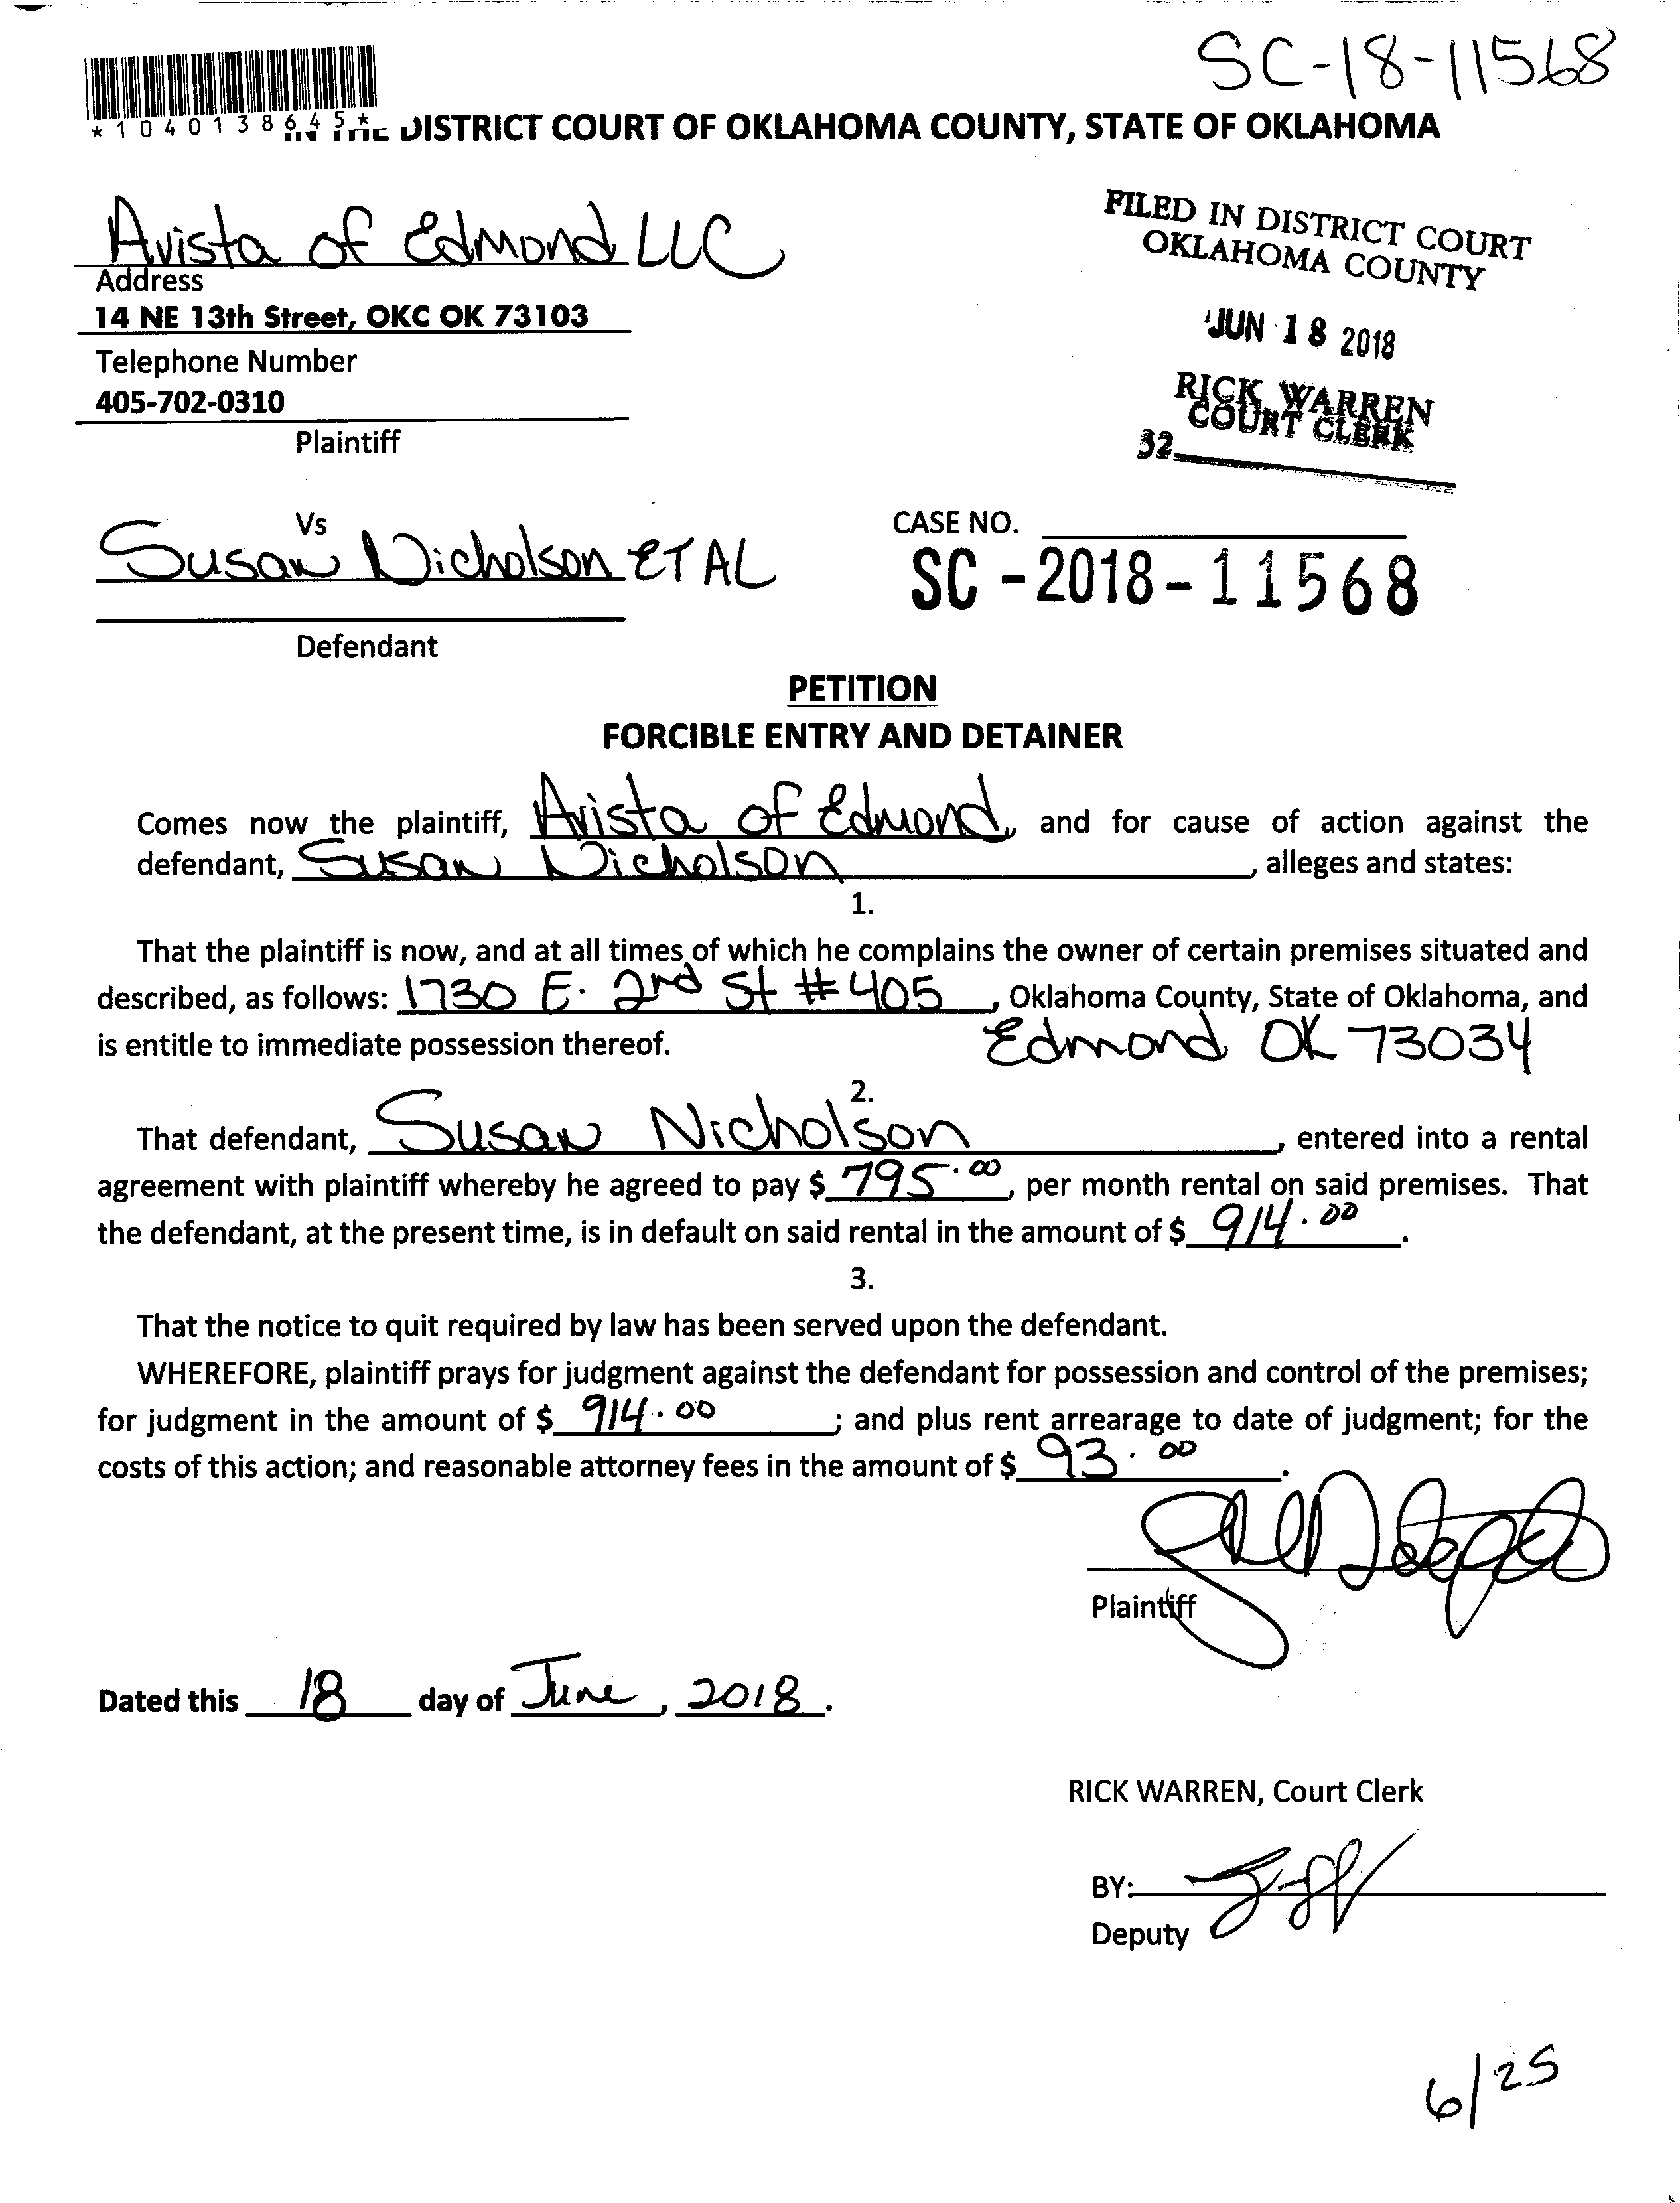 SC-18-11568
*1040138645*
IN THE DISTRICT COURT OF OKLAHOMA COUNTY, STATE OF OKLAHOMA
Avista of Edmond LLC
Address
14 NE 13th Street, OKC OK 73103
Telephone Number
405-702-0310
Plaintiff
FILED IN DISTRICT COURT
OKLAHOMA COUNTY
JUN 18 2018
RICK WARREN
COURT CLERK
32
Vs
Susan Nicholson ET AL
Defendant
CASE NO.
SC-2018-11568
PETITION
FORCIBLE ENTRY AND DETAINER
Comes now the plaintiff, Avista of Edmond, and for cause of action against the
defendant, Susan Nicholson, alleges and states:
1.
That the plaintiff is now, and at all times of which he complains the owner of certain premises situated and
described, as follows: 1730 E. 2nd St #405, Oklahoma County, State of Oklahoma, and
is entitle to immediate possession thereof. Edmond OK 73034
2.
That defendant, Susan Nicholson, entered into a rental
agreement with plaintiff whereby he agreed to pay $ 795.00, per month rental on said premises. That
the defendant, at the present time, is in default on said rental in the amount of $ 914.00.
3.
That the notice to quit required by law has been served upon the defendant.
WHEREFORE, plaintiff prays for judgment against the defendant for possession and control of the premises;
for judgment in the amount of $ 914.00; and plus rent arrearage to date of judgment; for the
costs of this action; and reasonable attorney fees in the amount of $ 93.00.
Plaintiff
Dated this 18 day of June, 2018.
RICK WARREN, Court Clerk
BY:
Deputy
6/25